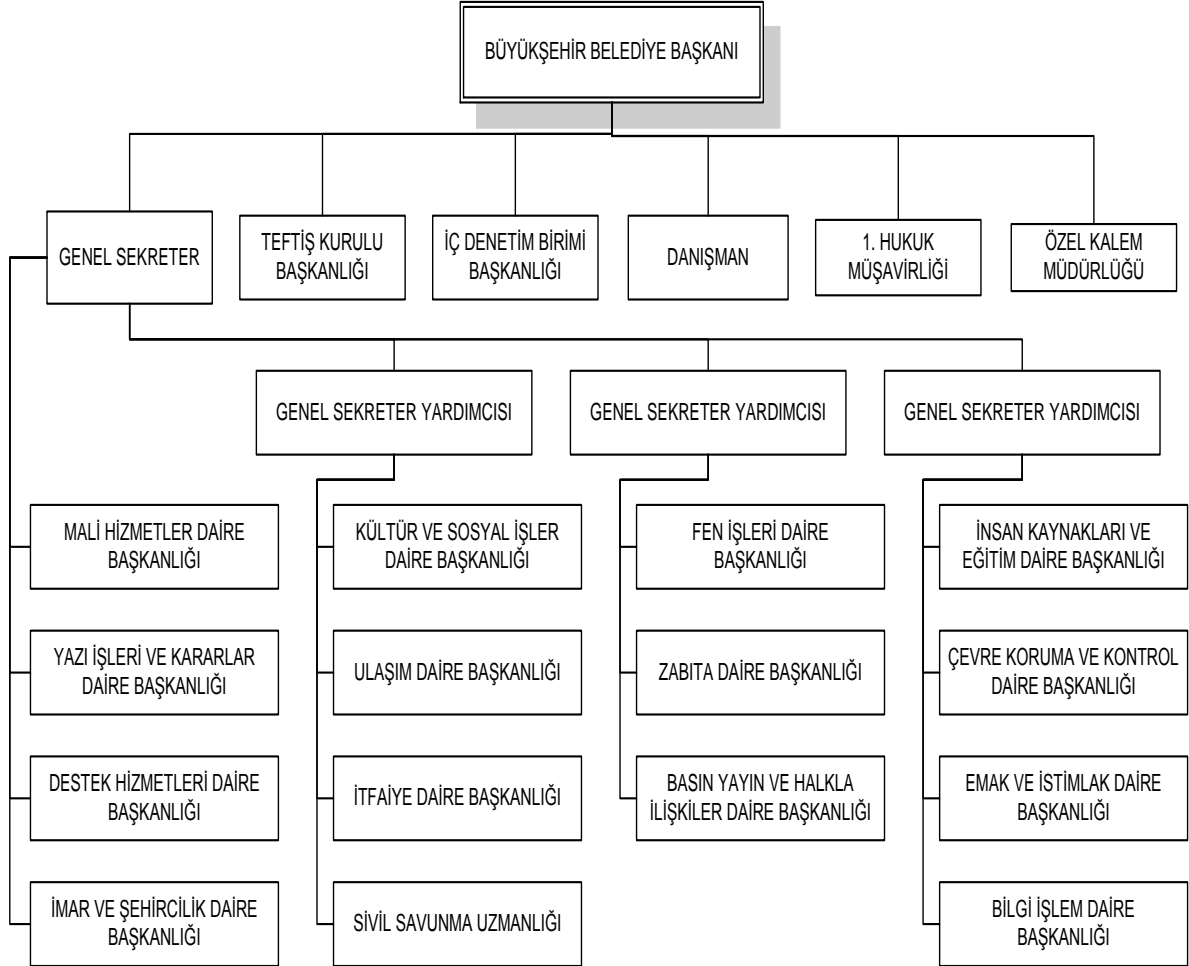 BÜYÜKŞEHİR BELEDİYE BAŞKANI
GENEL SEKRETER
TEFTİŞ KURULU
BAŞKANLIĞI
İÇ DENETİM BİRİMİ
BAŞKANLIĞI
DANIŞMAN
1. HUKUK
MÜŞAVİRLİĞİ
ÖZEL KALEM
MÜDÜRLÜĞÜ
GENEL SEKRETER YARDIMCISI
GENEL SEKRETER YARDIMCISI
GENEL SEKRETER YARDIMCISI
MALİ HİZMETLER DAİRE
BAŞKANLIĞI
KÜLTÜR VE SOSYAL İŞLER
DAİRE BAŞKANLIĞI
FEN İŞLERİ DAİRE
BAŞKANLIĞI
İNSAN KAYNAKLARI VE
EĞİTİM DAİRE BAŞKANLIĞI
YAZI İŞLERİ VE KARARLAR
DAİRE BAŞKANLIĞI
ULAŞIM DAİRE BAŞKANLIĞI
ZABITA DAİRE BAŞKANLIĞI
ÇEVRE KORUMA VE KONTROL
DAİRE BAŞKANLIĞI
DESTEK HİZMETLERİ DAİRE
BAŞKANLIĞI
İTFAİYE DAİRE BAŞKANLIĞI
BASIN YAYIN VE HALKLA
İLİŞKİLER DAİRE BAŞKANLIĞI
EMAK VE İSTİMLAK DAİRE
BAŞKANLIĞI
İMAR VE ŞEHİRCİLİK DAİRE
BAŞKANLIĞI
SİVİL SAVUNMA UZMANLIĞI
BİLGİ İŞLEM DAİRE
BAŞKANLIĞI